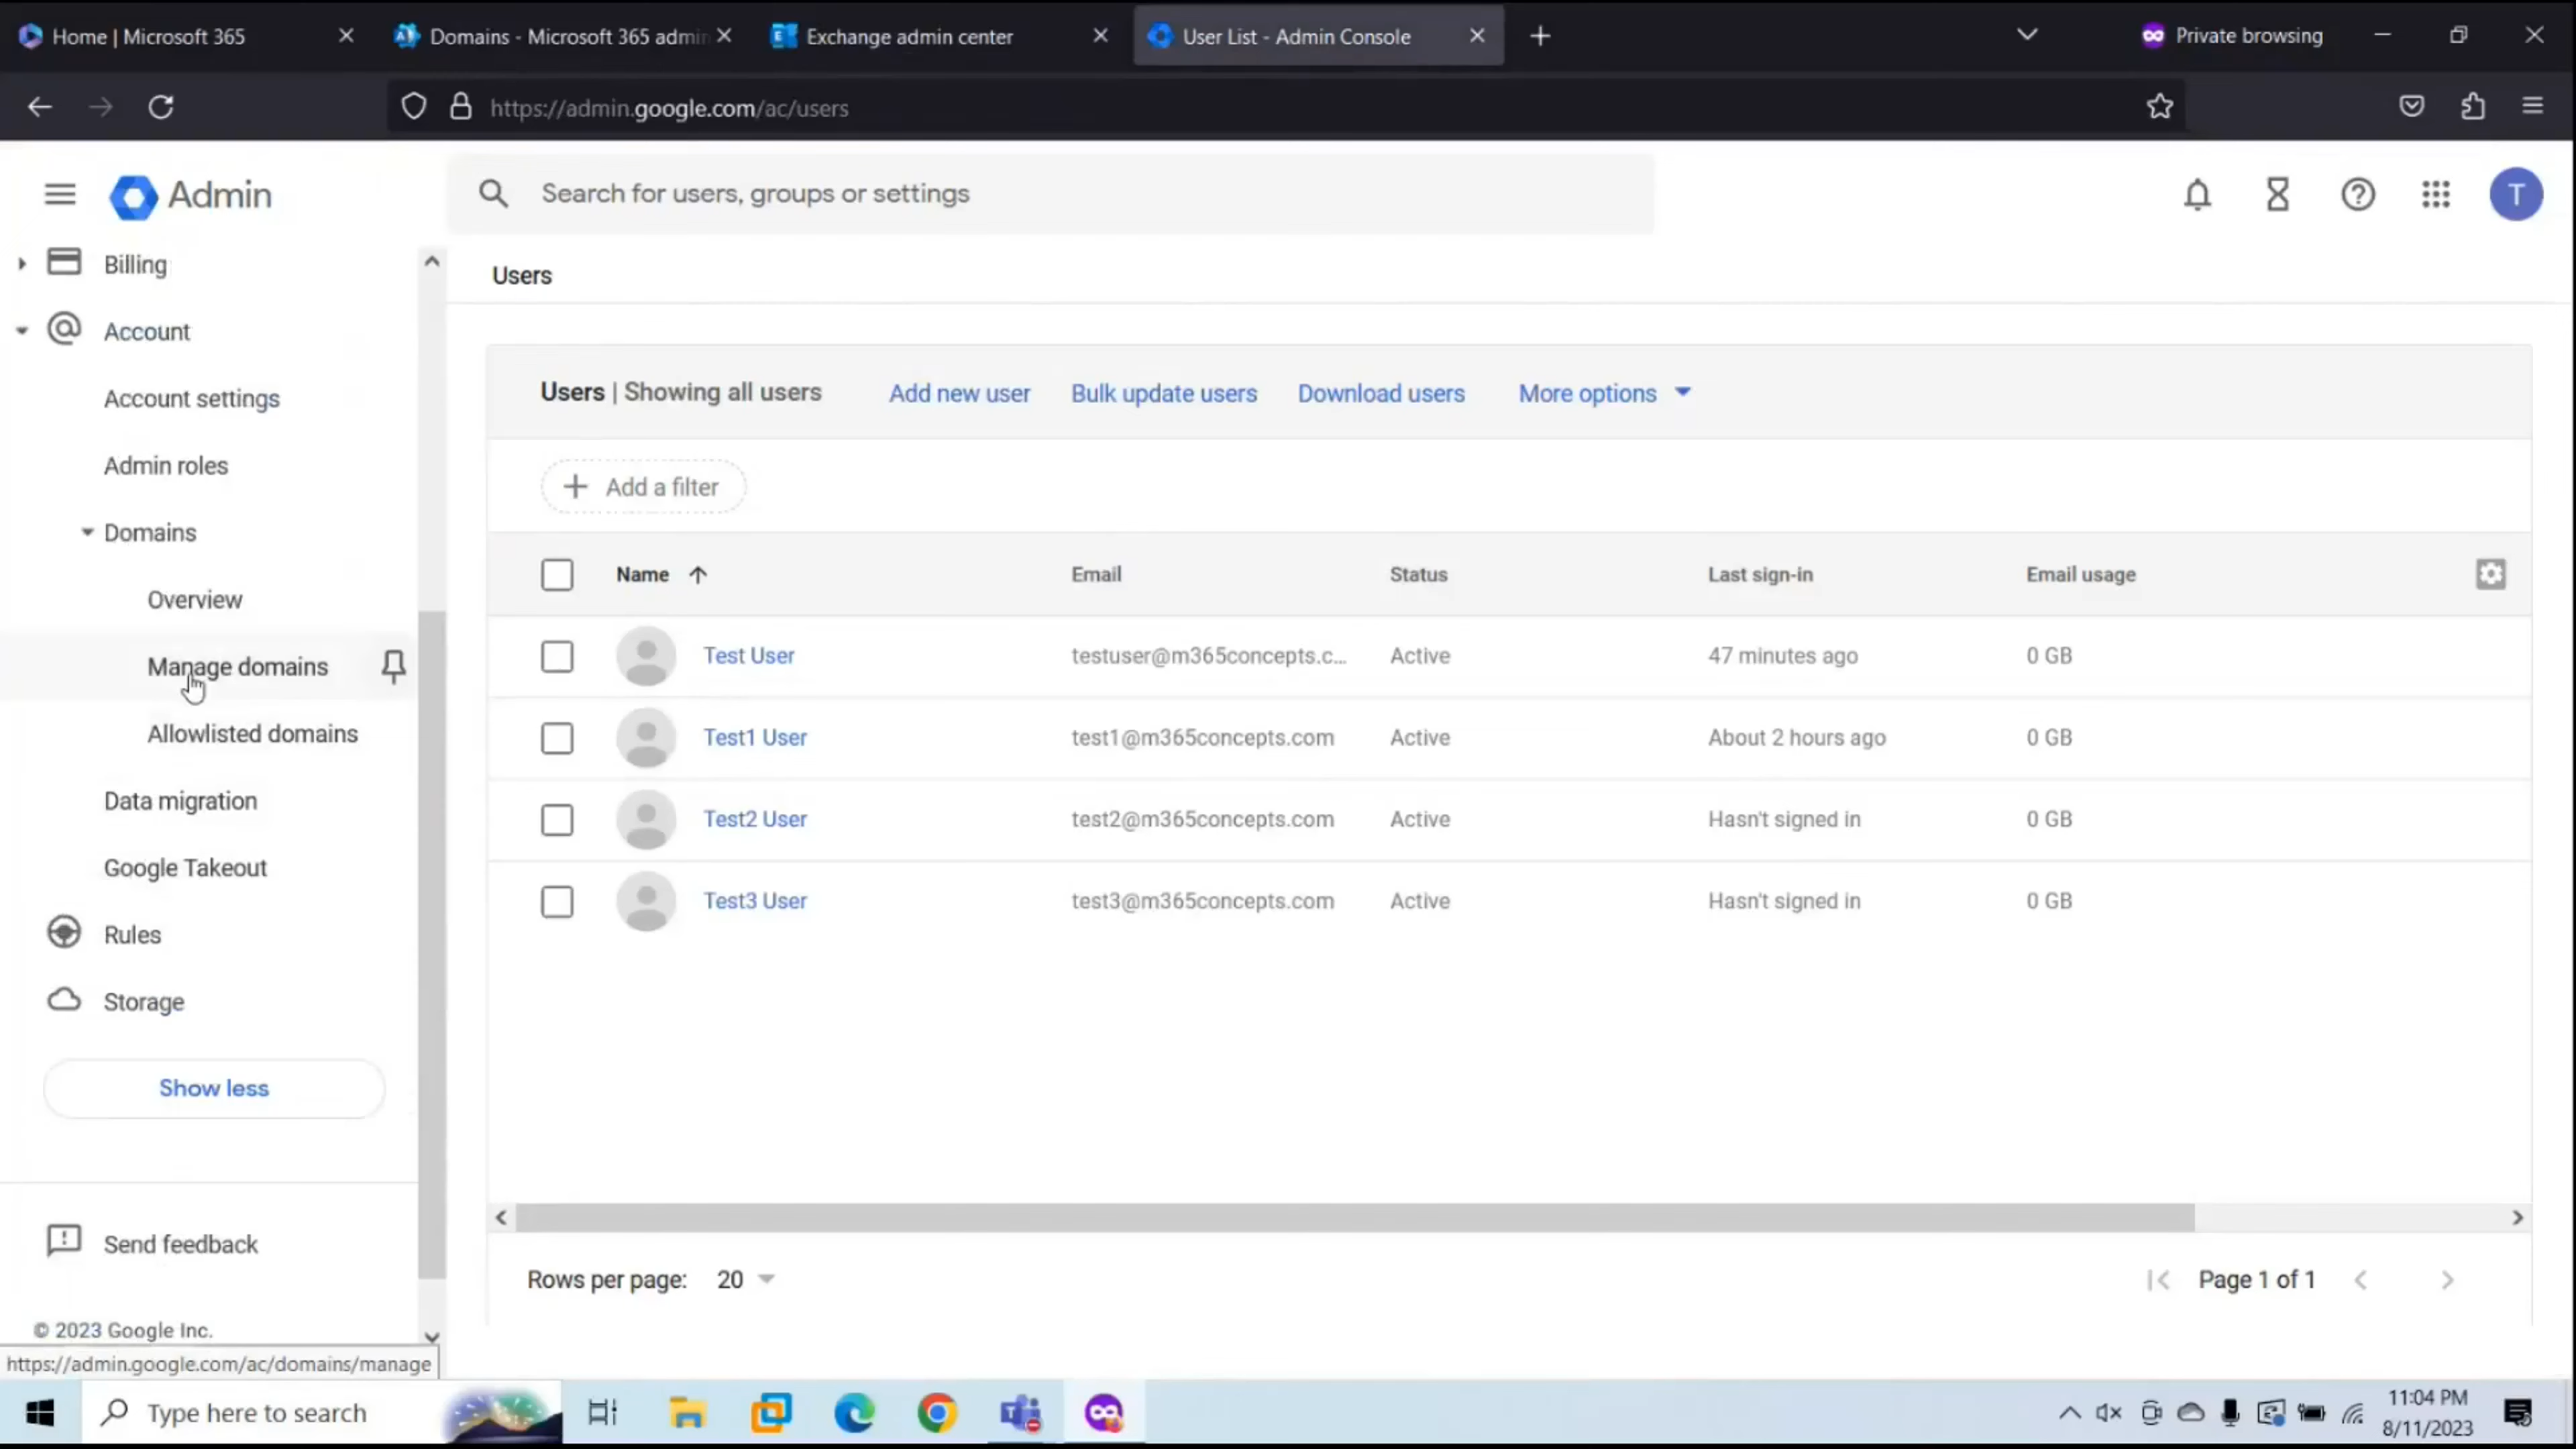 Home | Microsoft 365
Domains - Microsoft 365 admin
Exchange admin center
User List - Admin Console
Private browsing
https://admin.google.com/ac/users
Admin
Search for users, groups or settings
T
Billing
Account
Account settings
Admin roles
Domains
Overview
Manage domains
Allowlisted domains
Data migration
Google Takeout
Rules
Storage
Show less
Send feedback
© 2023 Google Inc.
https://admin.google.com/ac/domains/manage
Users
Users | Showing all users Add new user Bulk update users Download users More options
Add a filter
Name Email Status Last sign-in Email usage
Test User testuser@m365concepts.c... Active 47 minutes ago 0 GB
Test1 User test1@m365concepts.com Active About 2 hours ago 0 GB
Test2 User test2@m365concepts.com Active Hasn't signed in 0 GB
Test3 User test3@m365concepts.com Active Hasn't signed in 0 GB
Rows per page: 20 Page 1 of 1
Type here to search
11:04 PM
8/11/2023